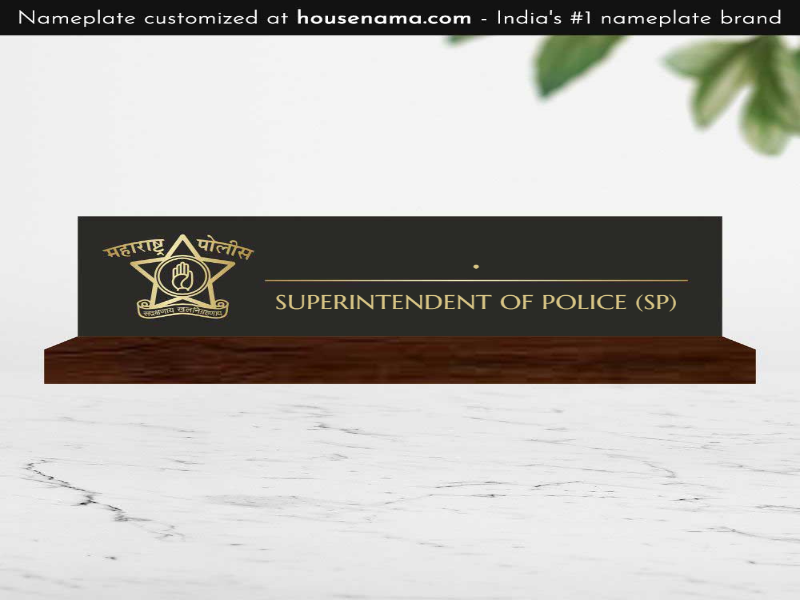 Nameplate customized at housenama.com - India's #1 nameplate brand
महाराष्ट्र पोलीस
.
SUPERINTENDENT OF POLICE (SP)
सद्रक्षणाय खलनिग्रहणाय